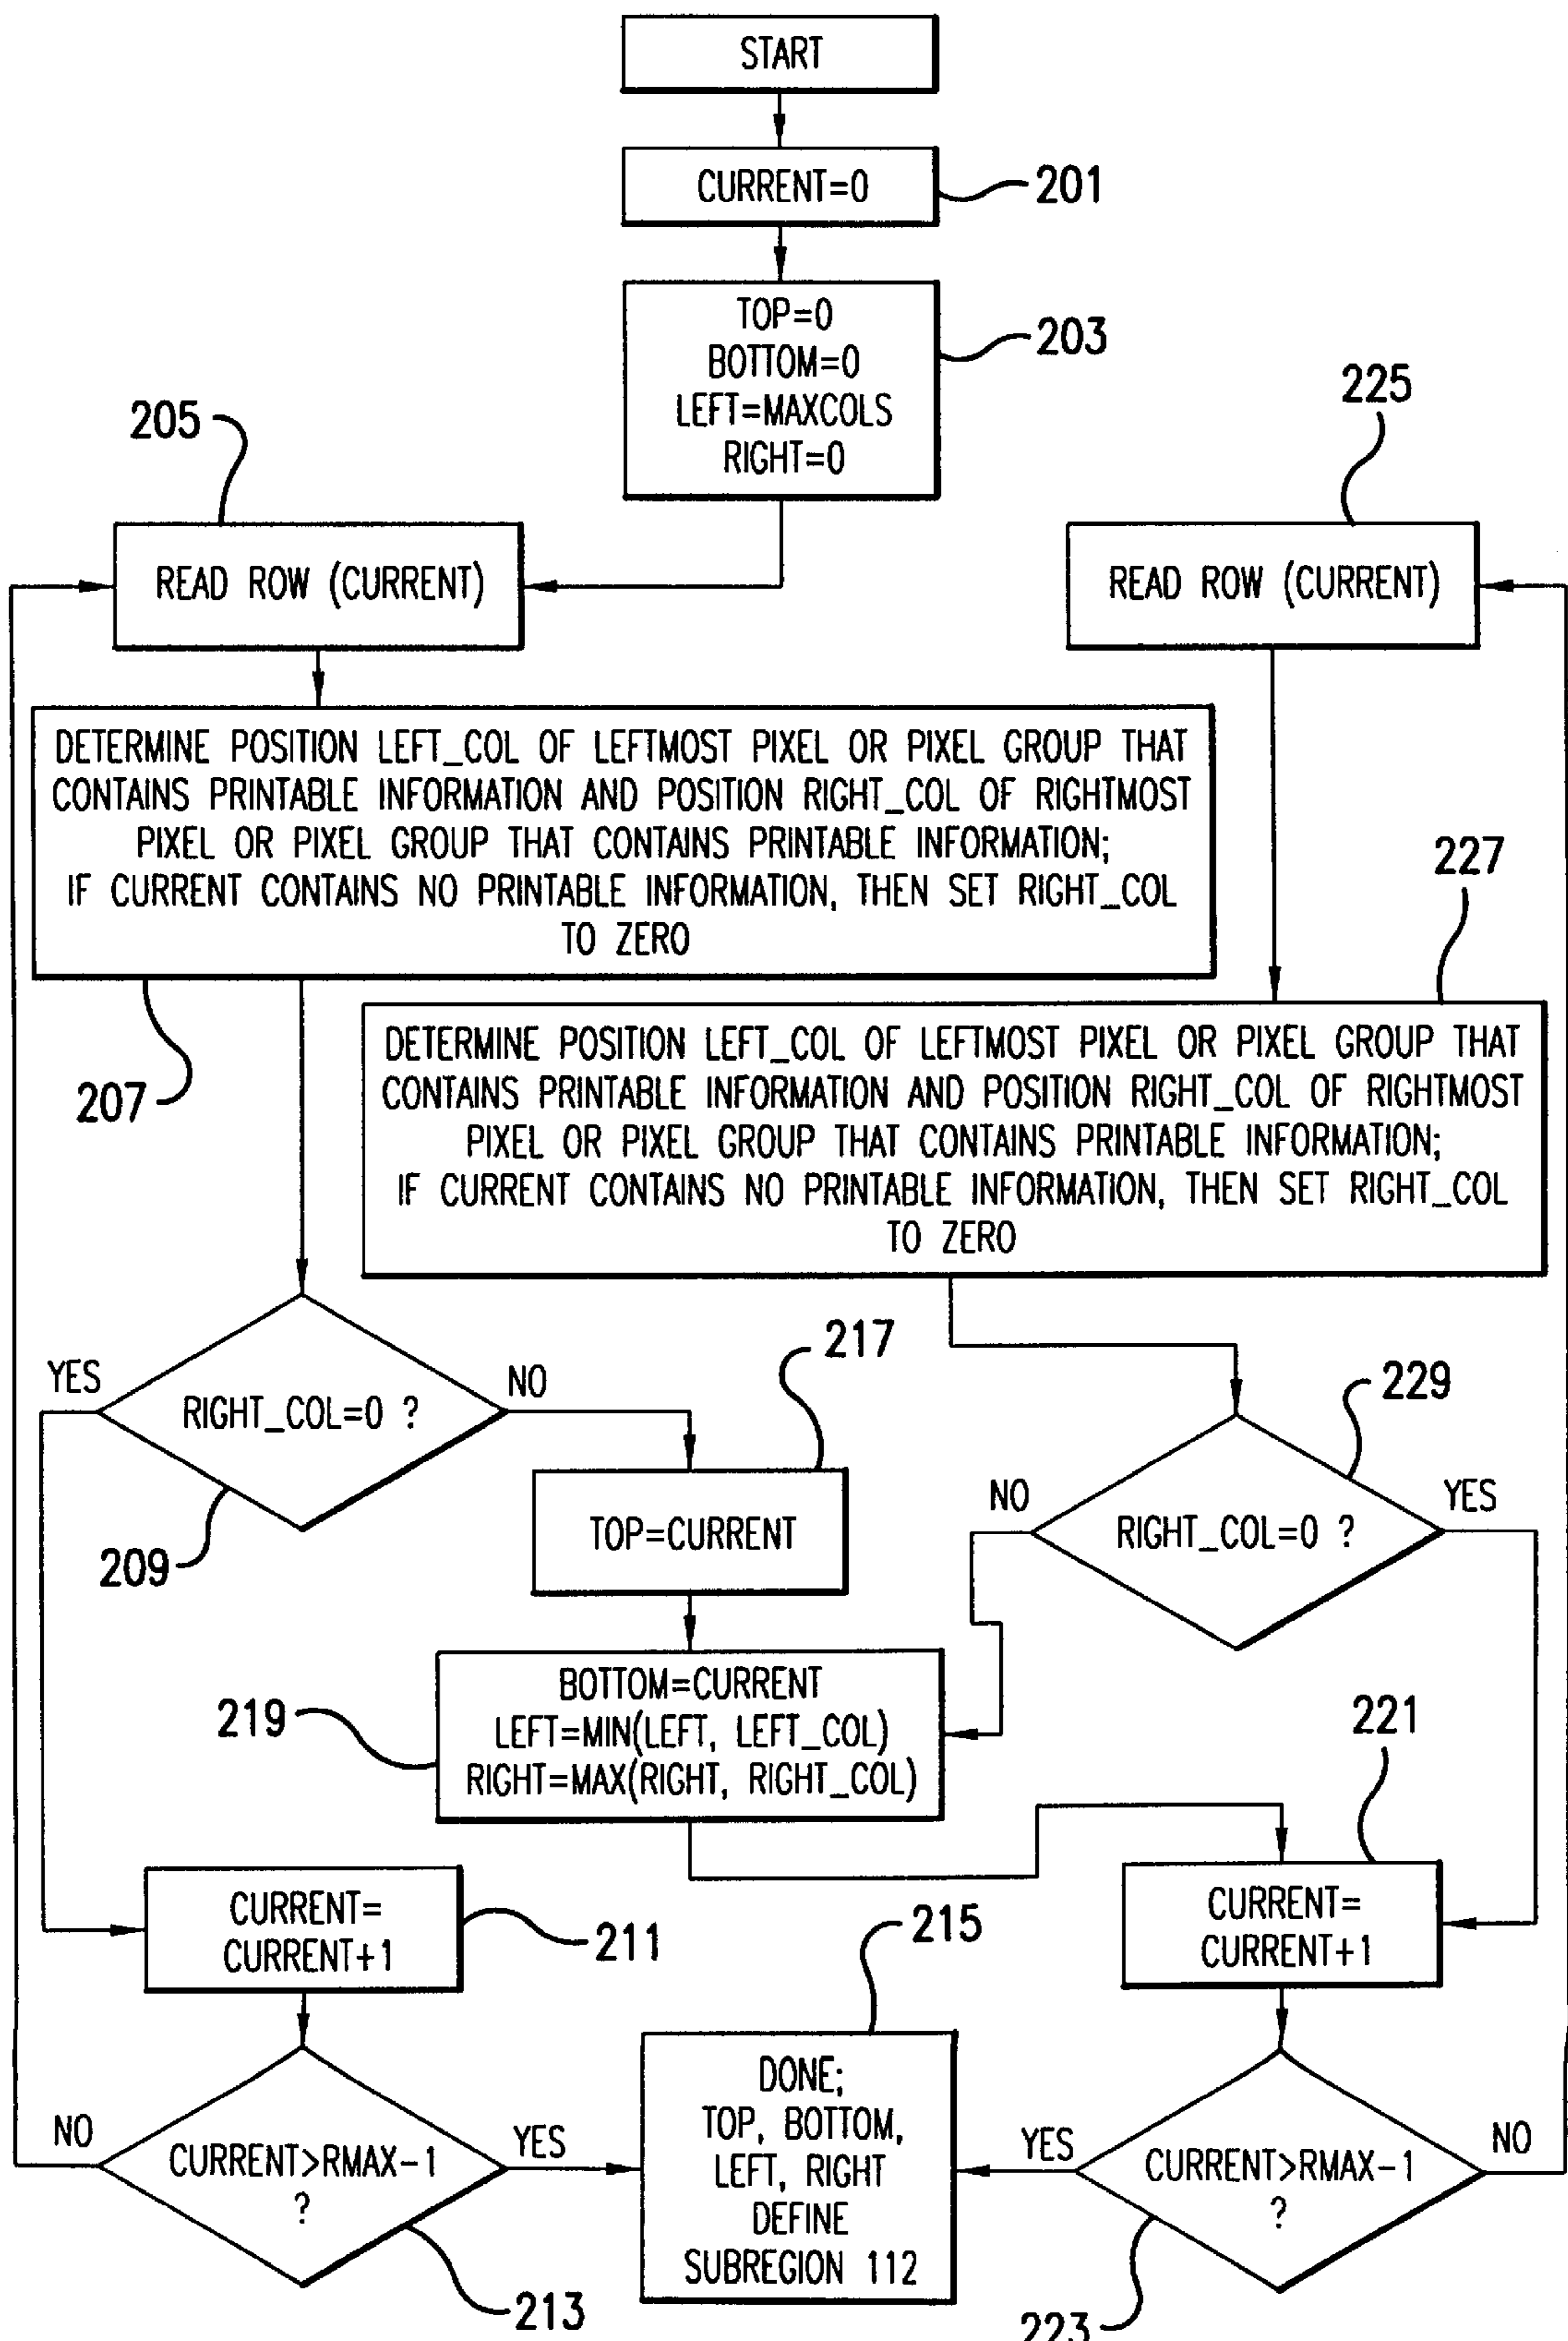 START
CURRENT=0
201
TOP=0
BOTTOM=0
LEFT=MAXCOLS
RIGHT=0
203
205
225
READ ROW (CURRENT)
READ ROW (CURRENT)
DETERMINE POSITION LEFT_COL OF LEFTMOST PIXEL OR PIXEL GROUP THAT
CONTAINS PRINTABLE INFORMATION AND POSITION RIGHT_COL OF RIGHTMOST
PIXEL OR PIXEL GROUP THAT CONTAINS PRINTABLE INFORMATION;
IF CURRENT CONTAINS NO PRINTABLE INFORMATION, THEN SET RIGHT_COL
TO ZERO
207
227
DETERMINE POSITION LEFT_COL OF LEFTMOST PIXEL OR PIXEL GROUP THAT
CONTAINS PRINTABLE INFORMATION AND POSITION RIGHT_COL OF RIGHTMOST
PIXEL OR PIXEL GROUP THAT CONTAINS PRINTABLE INFORMATION;
IF CURRENT CONTAINS NO PRINTABLE INFORMATION, THEN SET RIGHT_COL
TO ZERO
YES
RIGHT_COL=0 ?
NO
209
217
TOP=CURRENT
229
NO
RIGHT_COL=0 ?
YES
219
BOTTOM=CURRENT
LEFT=MIN(LEFT, LEFT_COL)
RIGHT=MAX(RIGHT, RIGHT_COL)
221
CURRENT=
CURRENT+1
211
215
CURRENT=
CURRENT+1
NO
CURRENT>RMAX-1
?
YES
213
DONE;
TOP, BOTTOM,
LEFT, RIGHT
DEFINE
SUBREGION 112
YES
CURRENT>RMAX-1
?
NO
223